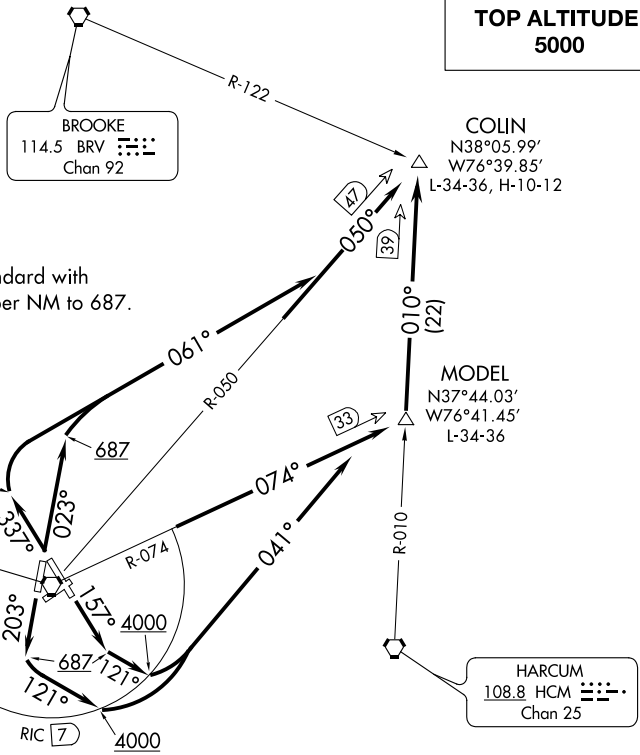 TOP ALTITUDE
5000
R-122
BROOKE
114.5 BRV
Chan 92
COLIN
N38°05.99’
W76°39.85’
L-34-36, H-10-12
47
050°
39
ndard with
per NM to 687.
061°
010°
(22)
R-050
MODEL
N37°44.03’
W76°41.45’
L-34-36
33
687
074°
023°
337°
041°
R-074
R-010
157°
4000
203°
687
121°
121°
HARCUM
108.8 HCM
Chan 25
RIC 7
4000